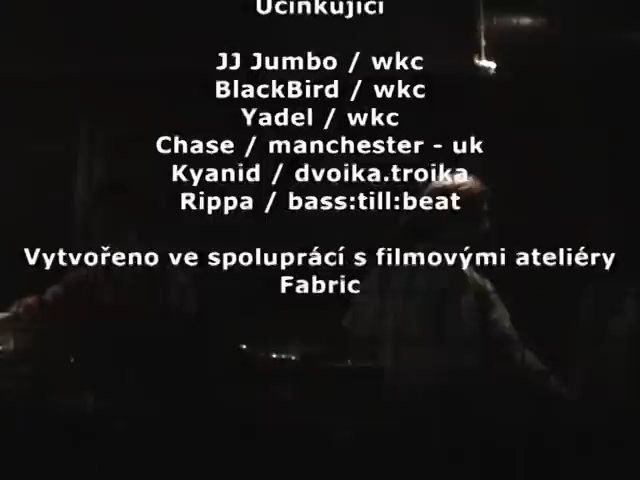 Účinkující
JJ Jumbo / wkc
BlackBird / wkc
Yadel / wkc
Chase / manchester - uk
Kyanid / dvoika.troika
Rippa / bass:till:beat
Vytvořeno ve spoluprácí s filmovými ateliéry
Fabric